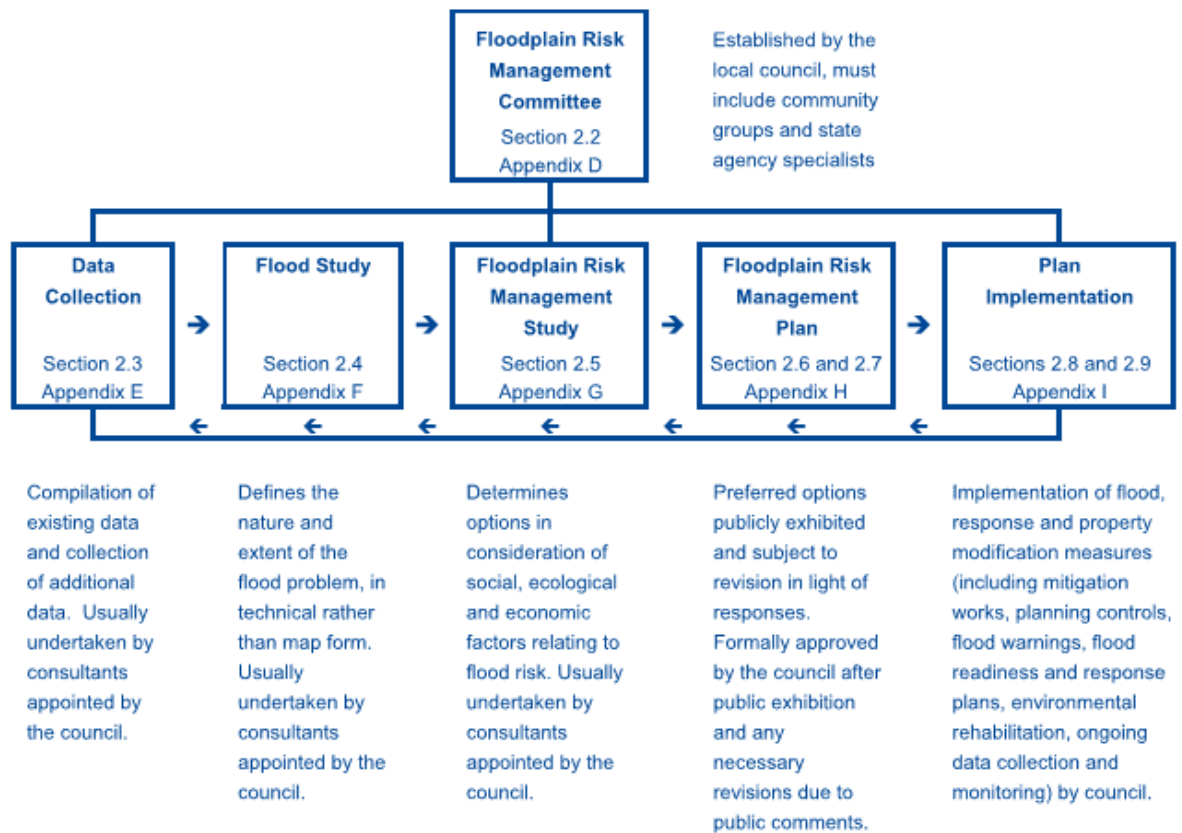 Floodplain Risk
Management
Committee
Section 2.2
Appendix D
Established by the
local council, must
include community
groups and state
agency specialists
Data
Collection
Section 2.3
Appendix E
Flood Study
Section 2.4
Appendix F
Floodplain Risk
Management
Study
Section 2.5
Appendix G
Floodplain Risk
Management
Plan
Section 2.6 and 2.7
Appendix H
Plan
Implementation
Sections 2.8 and 2.9
Appendix I
Compilation of
existing data
and collection
of additional
data. Usually
undertaken by
consultants
appointed by
the council.
Defines the
nature and
extent of the
flood problem, in
technical rather
than map form.
Usually
undertaken by
consultants
appointed by the
council.
Determines
options in
consideration of
social, ecological
and economic
factors relating to
flood risk. Usually
undertaken by
consultants
appointed by the
council.
Preferred options
publicly exhibited
and subject to
revision in light of
responses.
Formally approved
by the council after
public exhibition
and any
necessary
revisions due to
public comments.
Implementation of flood,
response and property
modification measures
(including mitigation
works, planning controls,
flood warnings, flood
readiness and response
plans, environmental
rehabilitation, ongoing
data collection and
monitoring) by council.